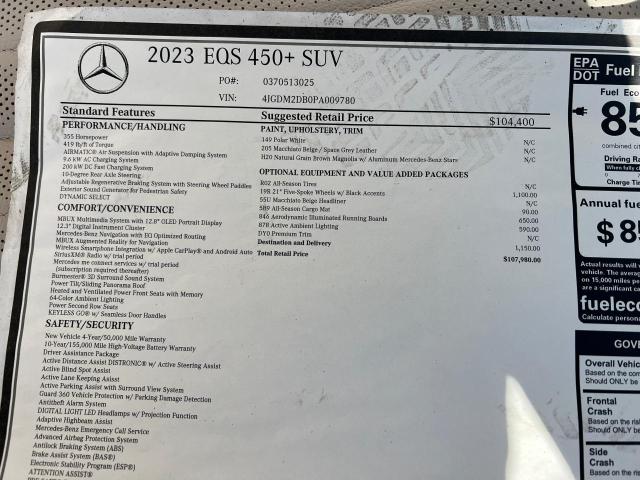 2023 EQS 450+ SUV
PO#: 0370513025
VIN: 4JGDM2DB0PA009780
Standard Features
Suggested Retail Price $104,400
PERFORMANCE/HANDLING
355 Horsepower
419 lb/ft of Torque
AIRMATIC® Air Suspension with Adaptive Damping System
9.6 kW AC Charging System
200 kW DC Fast Charging System
10-Degree Rear Axle Steering
Adjustable Regenerative Braking System with Steering Wheel Paddles
Exterior Sound Generator for Pedestrian Safety
DYNAMIC SELECT
COMFORT/CONVENIENCE
MBUX Multimedia System with 12.8" OLED Portrait Display
12.3" Digital Instrument Cluster
Mercedes-Benz Navigation with EQ Optimized Routing
MBUX Augmented Reality for Navigation
Wireless Smartphone Integration w/ Apple CarPlay® and Android Auto
SiriusXM® Radio w/ trial period
Mercedes me connect services w/ trial period
(subscription required thereafter)
Burmester® 3D Surround Sound System
Power Tilt/Sliding Panorama Roof
Heated and Ventilated Power Front Seats with Memory
64-Color Ambient Lighting
Power Second Row Seats
KEYLESS GO® w/ Seamless Door Handles
SAFETY/SECURITY
New Vehicle 4-Year/50,000 Mile Warranty
10-Year/155,000 Mile High-Voltage Battery Warranty
Driver Assistance Package
Active Distance Assist DISTRONIC® w/ Active Steering Assist
Active Blind Spot Assist
Active Lane Keeping Assist
Active Parking Assist with Surround View System
Guard 360 Vehicle Protection w/ Parking Damage Detection
Antitheft Alarm System
DIGITAL LIGHT LED Headlamps w/ Projection Function
Adaptive Highbeam Assist
Mercedes-Benz Emergency Call Service
Advanced Airbag Protection System
Antilock Braking System (ABS)
Brake Assist System (BAS®)
Electronic Stability Program (ESP®)
ATTENTION ASSIST®
PAINT, UPHOLSTERY, TRIM
149 Polar White N/C
205 Macchiato Beige / Space Grey Leather N/C
H20 Natural Grain Brown Magnolia w/ Aluminum Mercedes-Benz Stars N/C
OPTIONAL EQUIPMENT AND VALUE ADDED PACKAGES
R02 All-Season Tires N/C
19R 21" Five-Spoke Wheels w/ Black Accents 1,100.00
55U Macchiato Beige Headliner N/C
5B9 All-Season Cargo Mat 90.00
846 Aerodynamic Illuminated Running Boards 650.00
878 Active Ambient Lighting 590.00
DY0 Premium Trim N/C
Destination and Delivery 1,150.00
Total Retail Price $107,980.00
EPA
DOT
Fuel
Fuel Eco
85
combined cit
Driving Ra
When fully c
0
Charge Tim
Annual fue
$85
Actual results will
vehicle. The averag
on 15,000 miles p
are a significant ca
fueleco
Calculate persona
GOV
Overall Vehic
Based on the com
Should ONLY be
Frontal
Crash
Based on the risk
Should ONLY be
Side
Crash
Based on the risk